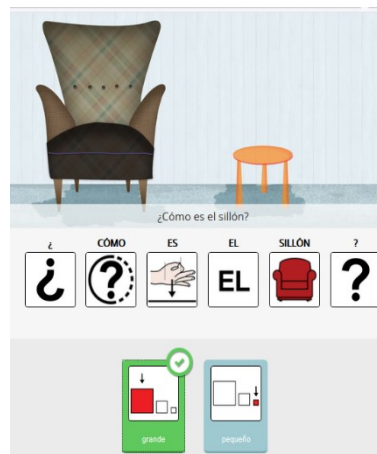 ¿Cómo es el sillón?
¿ CÓMO ES EL SILLÓN ?
¿ ? EL ?
grande pequeño